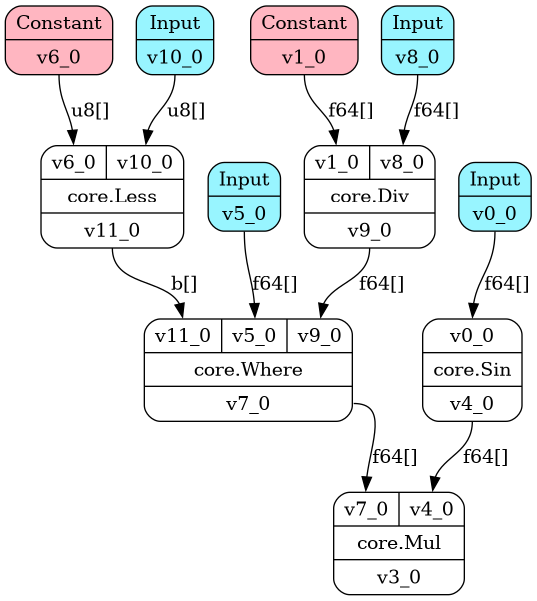 Constant
v6_0
Input
v10_0
Constant
v1_0
Input
v8_0
u8[]
u8[]
f64[]
f64[]
v6_0 v10_0
core.Less
v11_0
Input
v5_0
v1_0 v8_0
core.Div
v9_0
Input
v0_0
b[]
f64[]
f64[]
f64[]
v11_0 v5_0 v9_0
core.Where
v7_0
v0_0
core.Sin
v4_0
f64[]
f64[]
v7_0 v4_0
core.Mul
v3_0